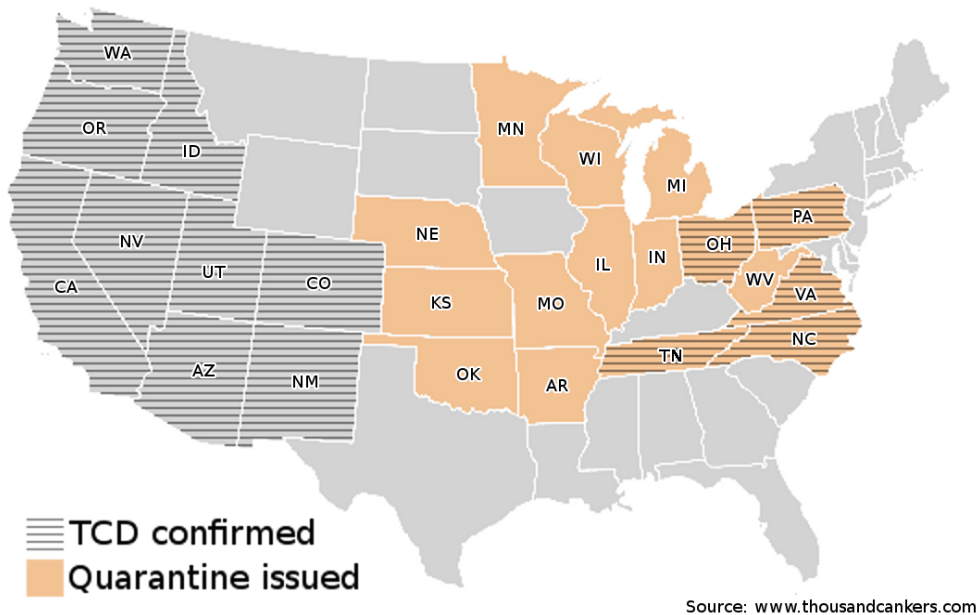 WA
OR
ID
NV
UT
CO
CA
AZ
NM
MN
WI
MI
NE
KS
OK
MO
AR
IL
IN
OH
PA
WV
VA
NC
TN
TCD confirmed
Quarantine issued
Source: www.thousandcankers.com